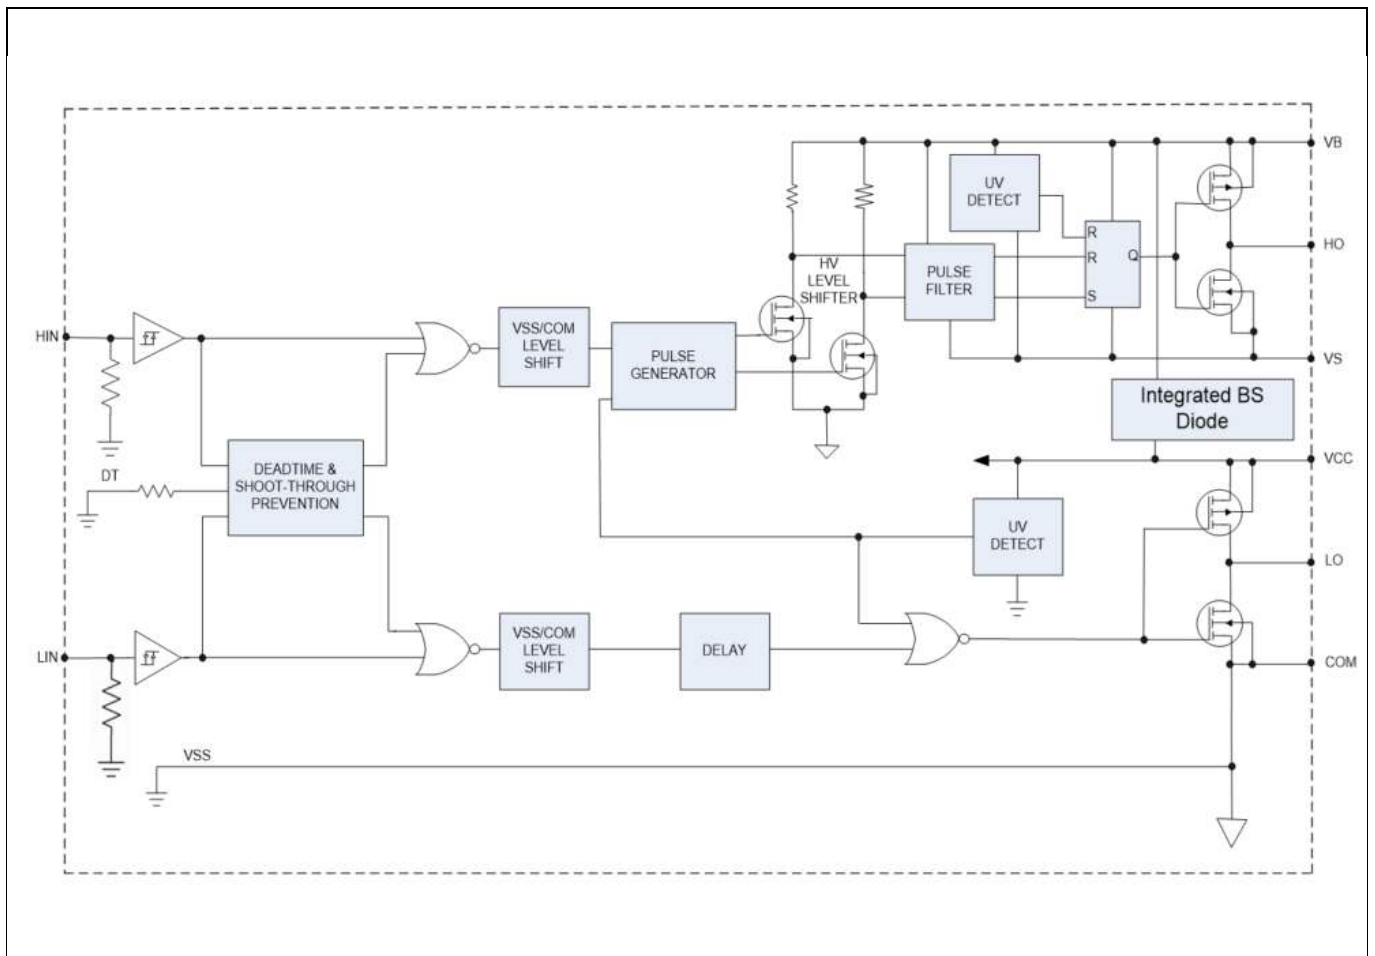 VB
UV
DETECT
R
HO
R
Q
HV
LEVEL
SHIFTER
PULSE
FILTER
S
HIN
VSS/COM
LEVEL
SHIFT
PULSE
GENERATOR
VS
Integrated BS
Diode
VCC
DT
DEADTIME &
SHOOT-THROUGH
PREVENTION
UV
DETECT
LO
LIN
VSS/COM
LEVEL
SHIFT
DELAY
COM
VSS